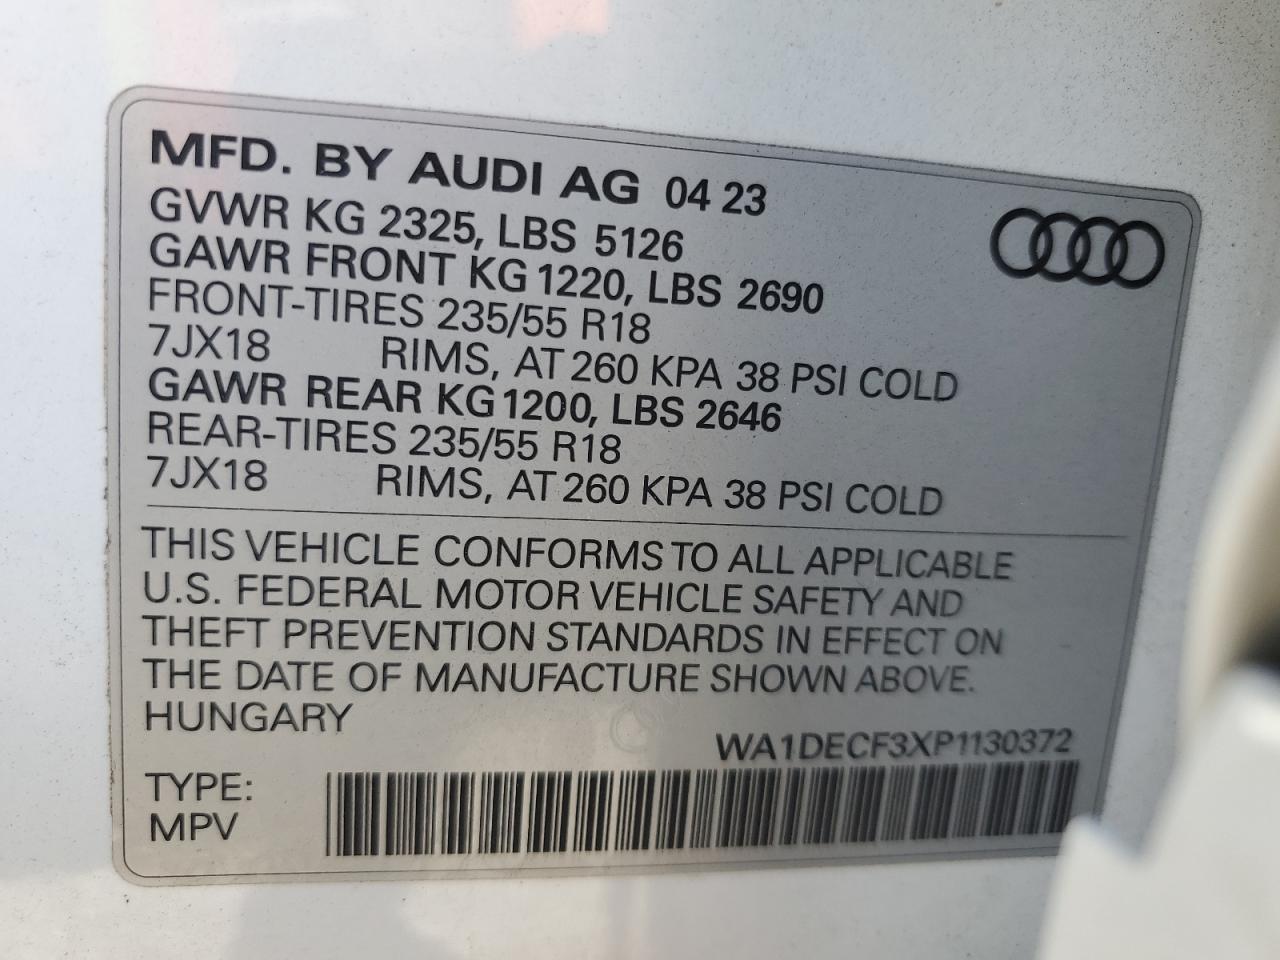 MFD. BY AUDI AG 04 23
GVWR KG 2325, LBS 5126
GAWR FRONT KG 1220, LBS 2690
FRONT-TIRES 235/55 R18
7JX18 RIMS, AT 260 KPA 38 PSI COLD
GAWR REAR KG 1200, LBS 2646
REAR-TIRES 235/55 R18
7JX18 RIMS, AT 260 KPA 38 PSI COLD
THIS VEHICLE CONFORMS TO ALL APPLICABLE
U.S. FEDERAL MOTOR VEHICLE SAFETY AND
THEFT PREVENTION STANDARDS IN EFFECT ON
THE DATE OF MANUFACTURE SHOWN ABOVE.
HUNGARY
WA1DECF3XP1130372
TYPE:
MPV